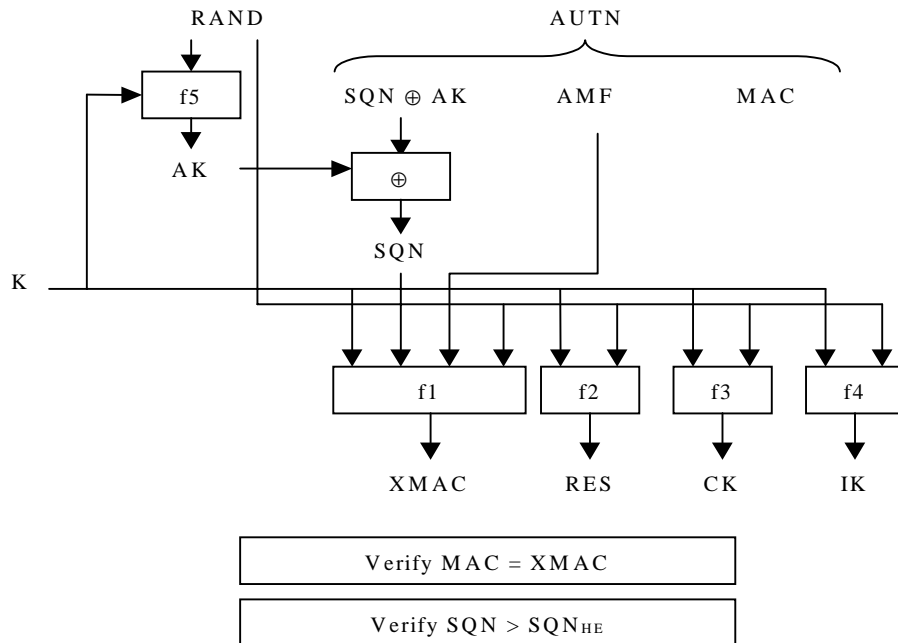 RAND
AUTN
f5
SQN ⊕ AK
AMF
MAC
AK
⊕
SQN
K
f1
f2
f3
f4
XMAC
RES
CK
IK
Verify MAC = XMAC
Verify SQN > SQNHE